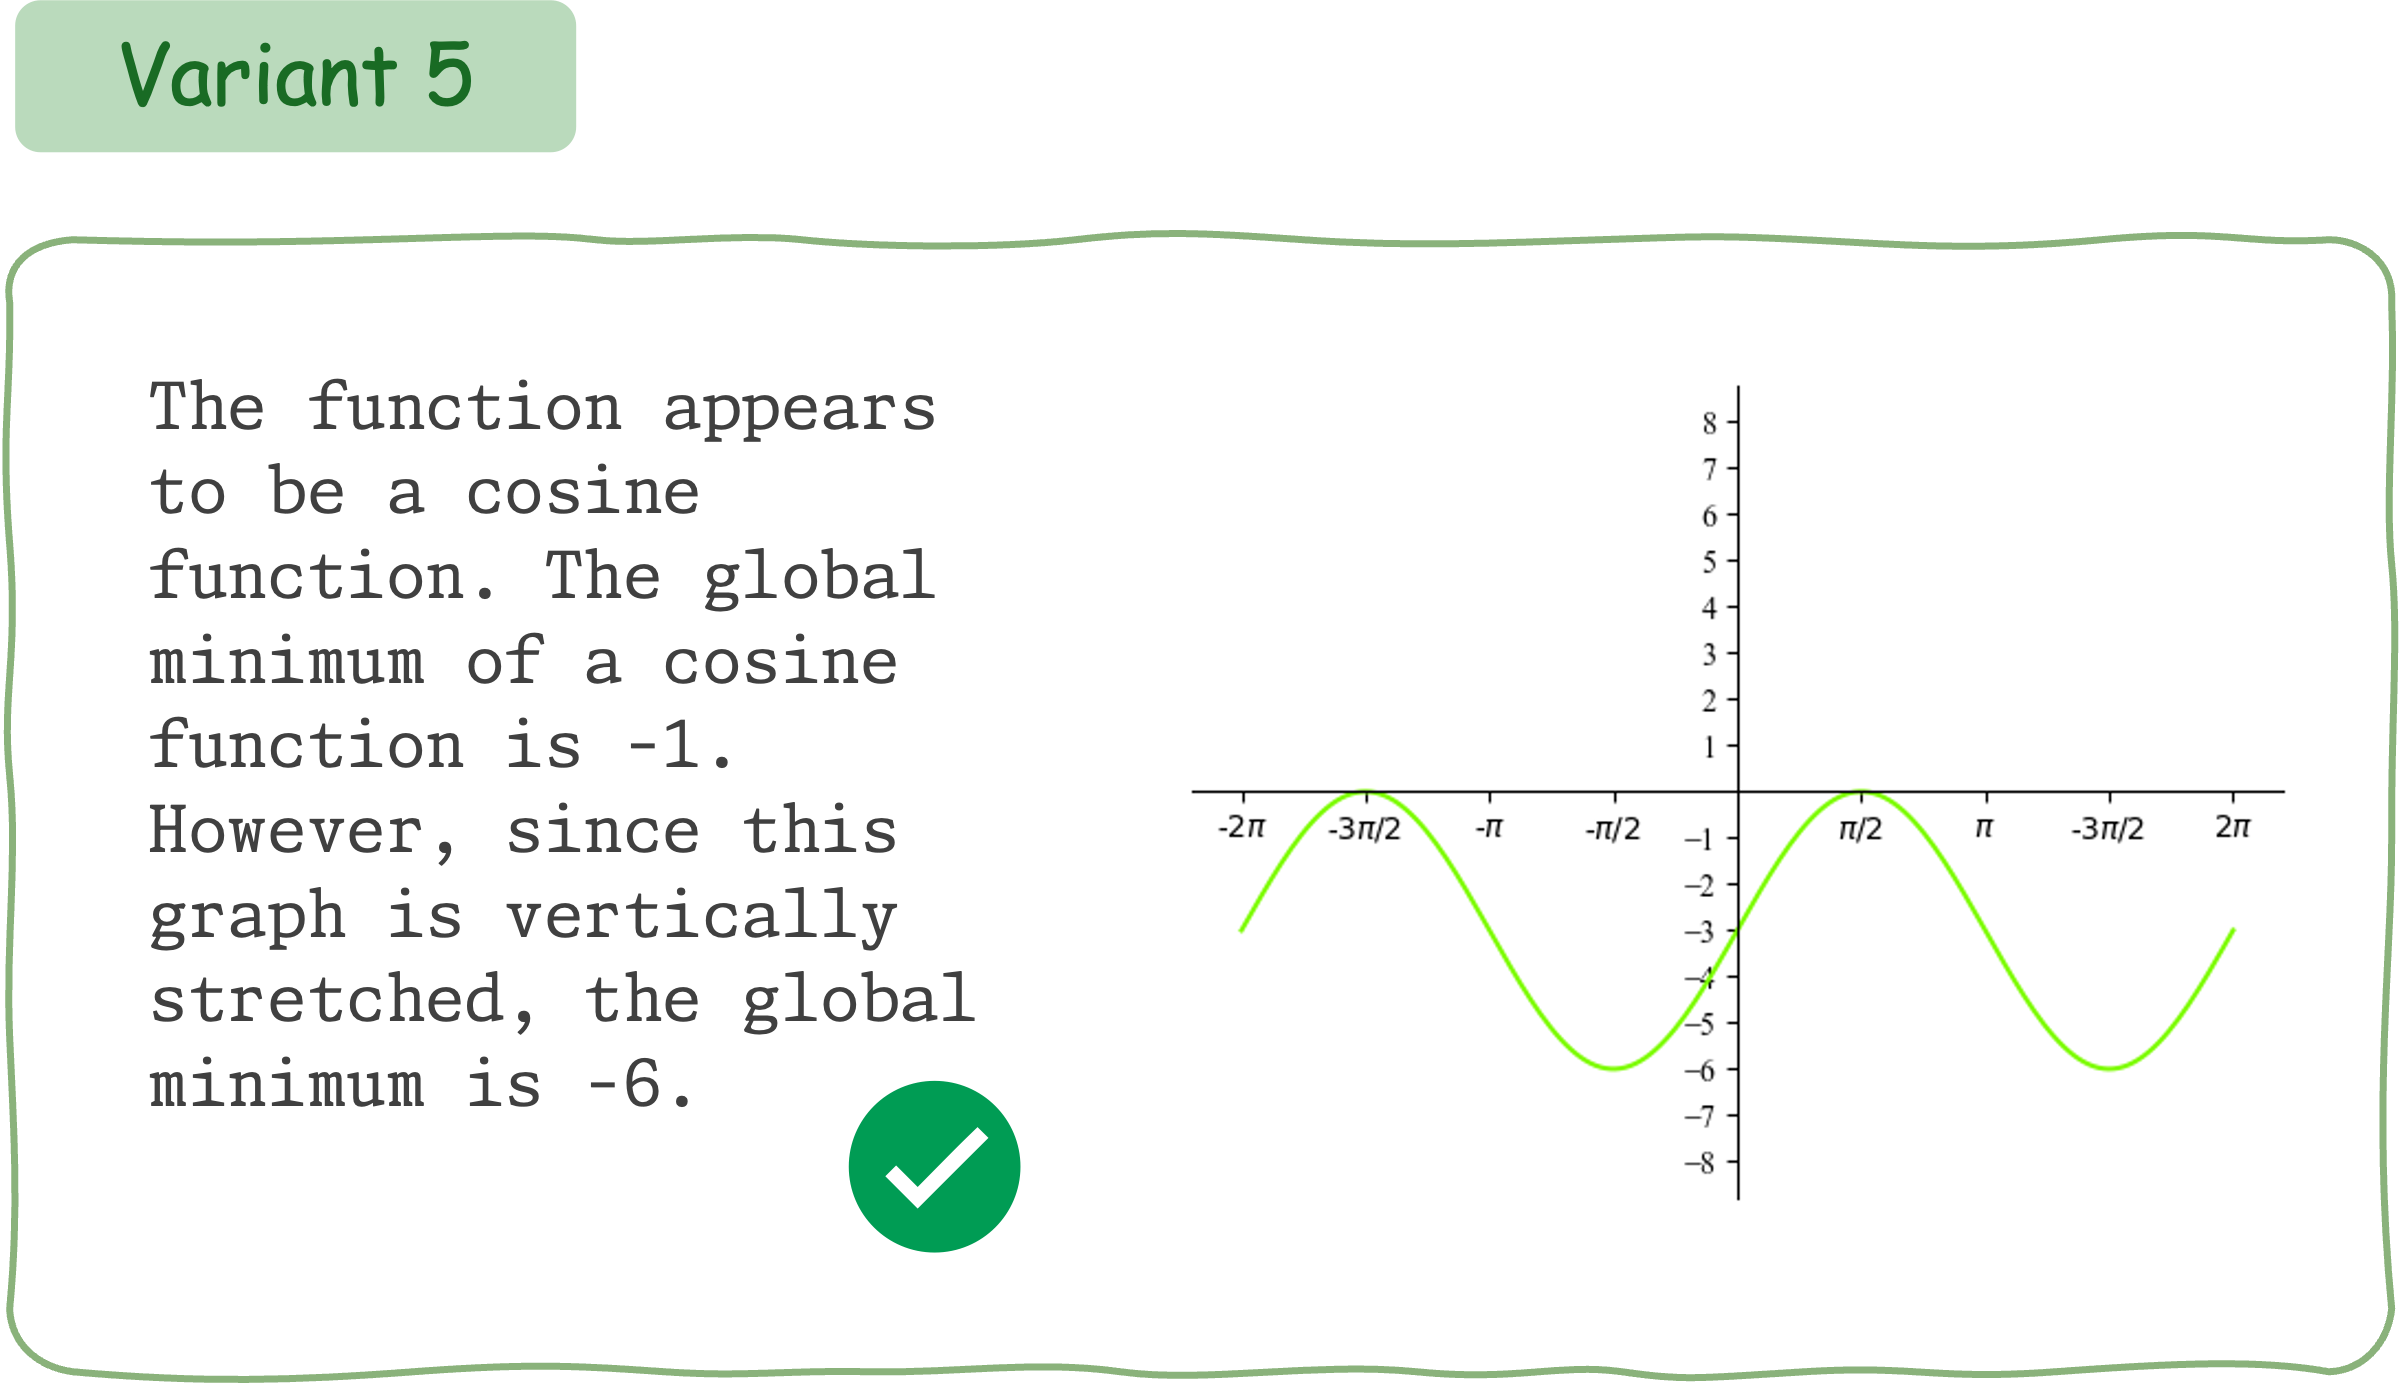 Variant 5
The function appears
to be a cosine
function. The global
minimum of a cosine
function is -1.
However, since this
graph is vertically
stretched, the global
minimum is -6.
8
7
6
5
4
3
2
1
-2π -3π/2 -π -π/2 π/2 π -3π/2 2π
−1
−2
−3
−4
−5
−6
−7
−8